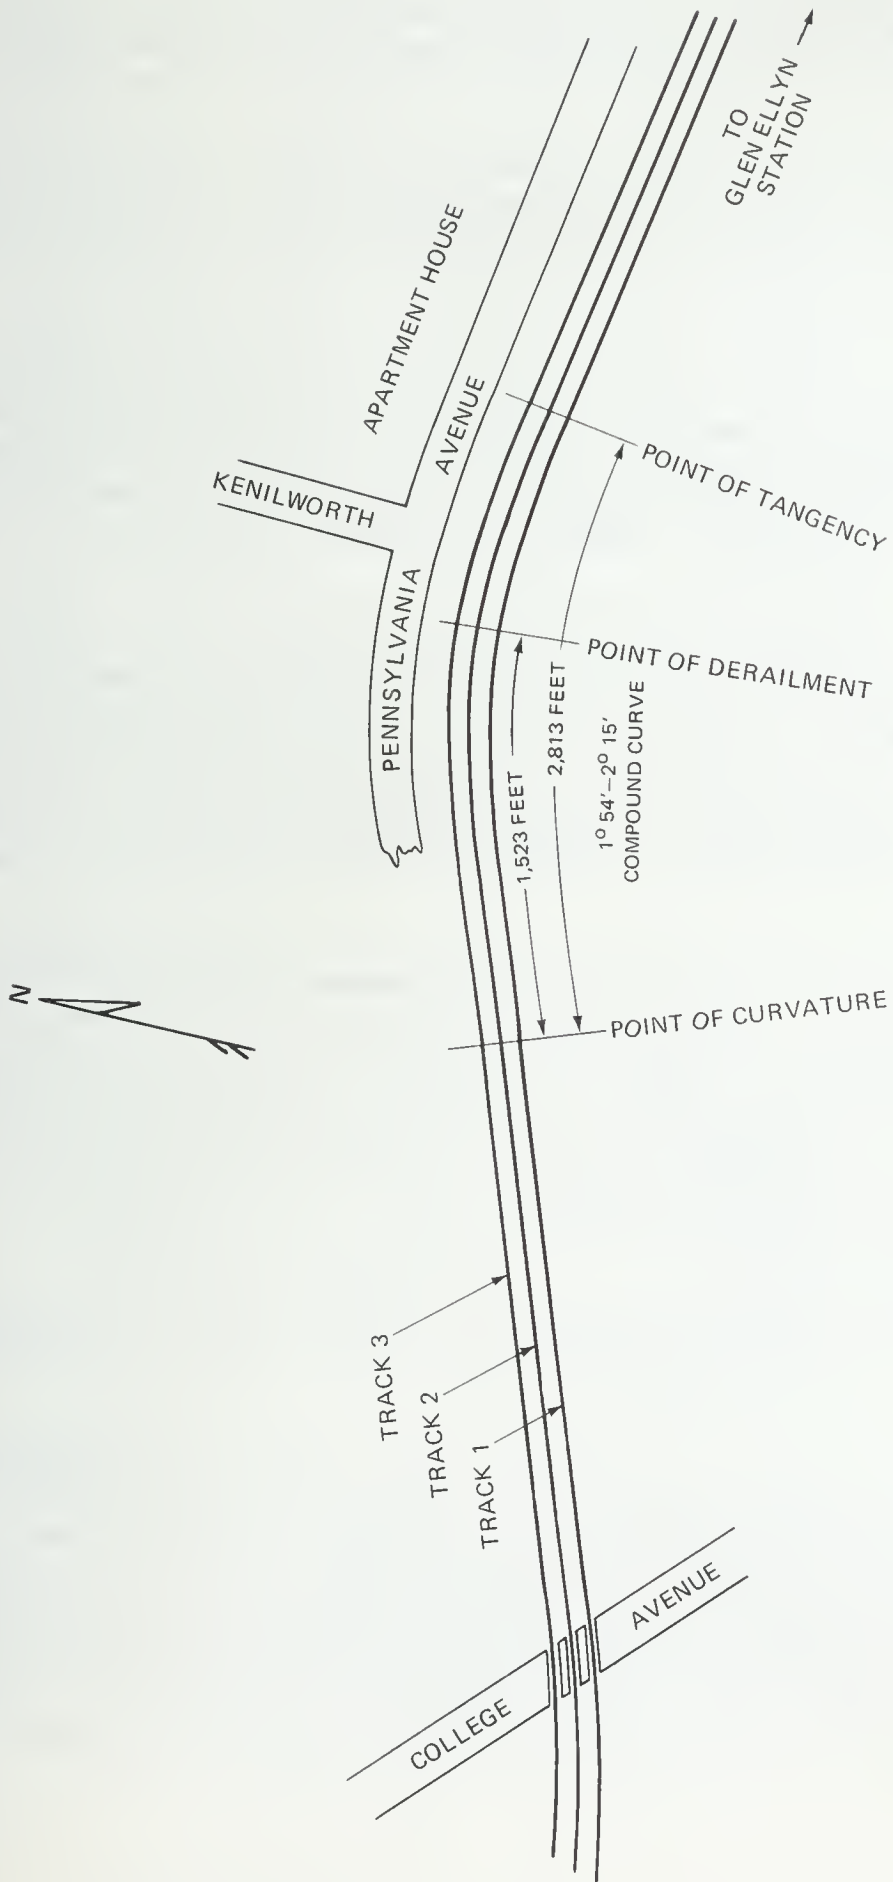 TO
GLEN ELLYN
STATION
APARTMENT HOUSE
AVENUE
KENILWORTH
PENNSYLVANIA
POINT OF TANGENCY
POINT OF DERAILMENT
2,813 FEET
1,523 FEET
1° 54'–2° 15'
COMPOUND CURVE
POINT OF CURVATURE
N
TRACK 3
TRACK 2
TRACK 1
COLLEGE
AVENUE